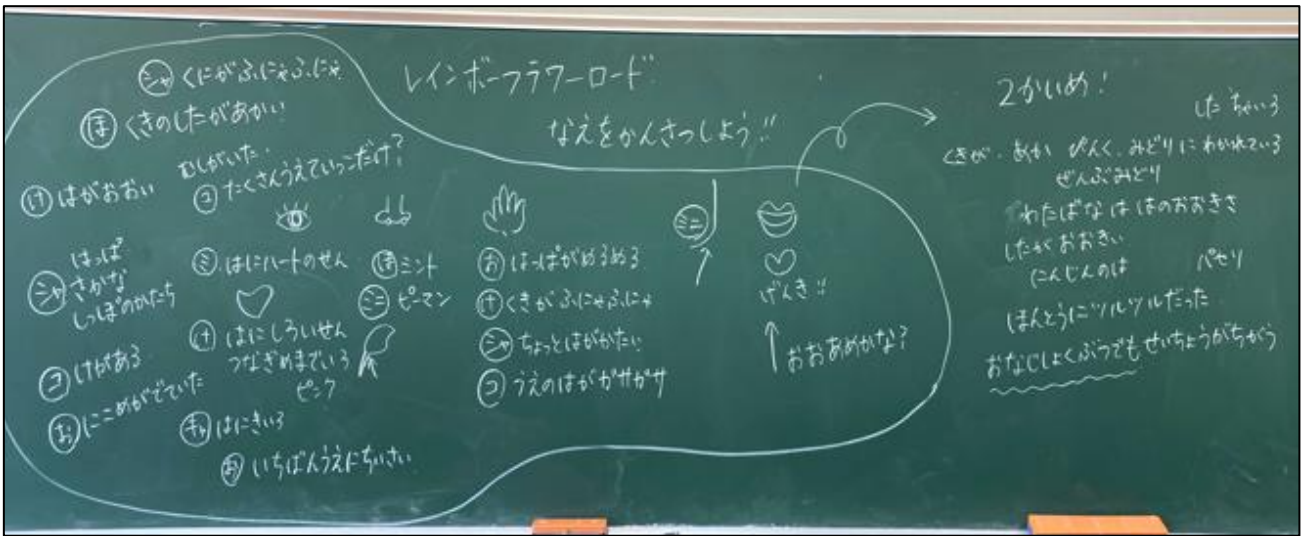 レインボーフラワーロード
なえをかんさつしよう!!
シャ くにがふにゃふにゃ
ほ くきのしたがあかい
むしがいた
け はがおおい
コ たくさんうえていっこだけ?
シャ はっぱ
さかな
しっぽのかたち
コ けがある
お にこめがでていた
ミ はにハートのせん
け はにしろいせん
つなぎめまでいろ
ピンク
キャ はにきいろ
お いちばんうえにちいさい
ほ ミント
ミニ ピーマン
お はっぱがめるめる
け くきがふにゃふにゃ
シャ ちょっとはがかたい
コ うえのはがガサガサ
ミニ
げんき!!
おおあめかな?
2かいめ!
した ちゃいろ
くきが、あか ぴんく、みどりにわかれている
ぜんぶみどり
わたばなは はのおおきさ
したがおおきい
にんじんのは
パセリ
ほんとうにツルツルだった
おなじしょくぶつでもせいちょうがちがう